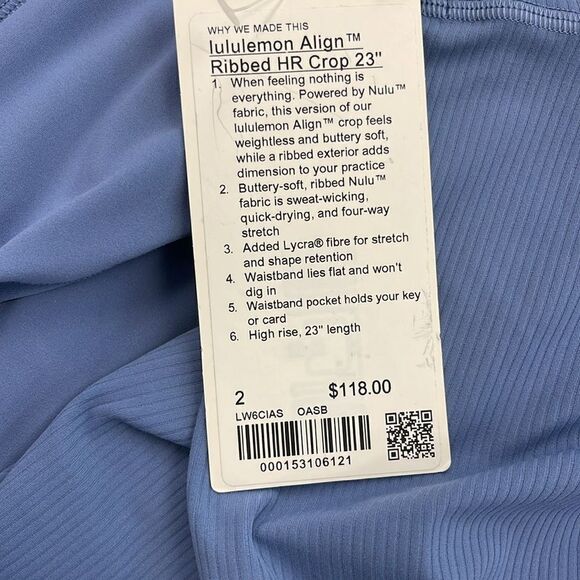 WHY WE MADE THIS
lululemon Align™
Ribbed HR Crop 23"
1. When feeling nothing is
everything. Powered by Nulu™
fabric, this version of our
lululemon Align™ crop feels
weightless and buttery soft,
while a ribbed exterior adds
dimension to your practice
2. Buttery-soft, ribbed Nulu™
fabric is sweat-wicking,
quick-drying, and four-way
stretch
3. Added Lycra® fibre for stretch
and shape retention
4. Waistband lies flat and won't
dig in
5. Waistband pocket holds your key
or card
6. High rise, 23" length
2 $118.00
LW6CIAS OASB
000153106121